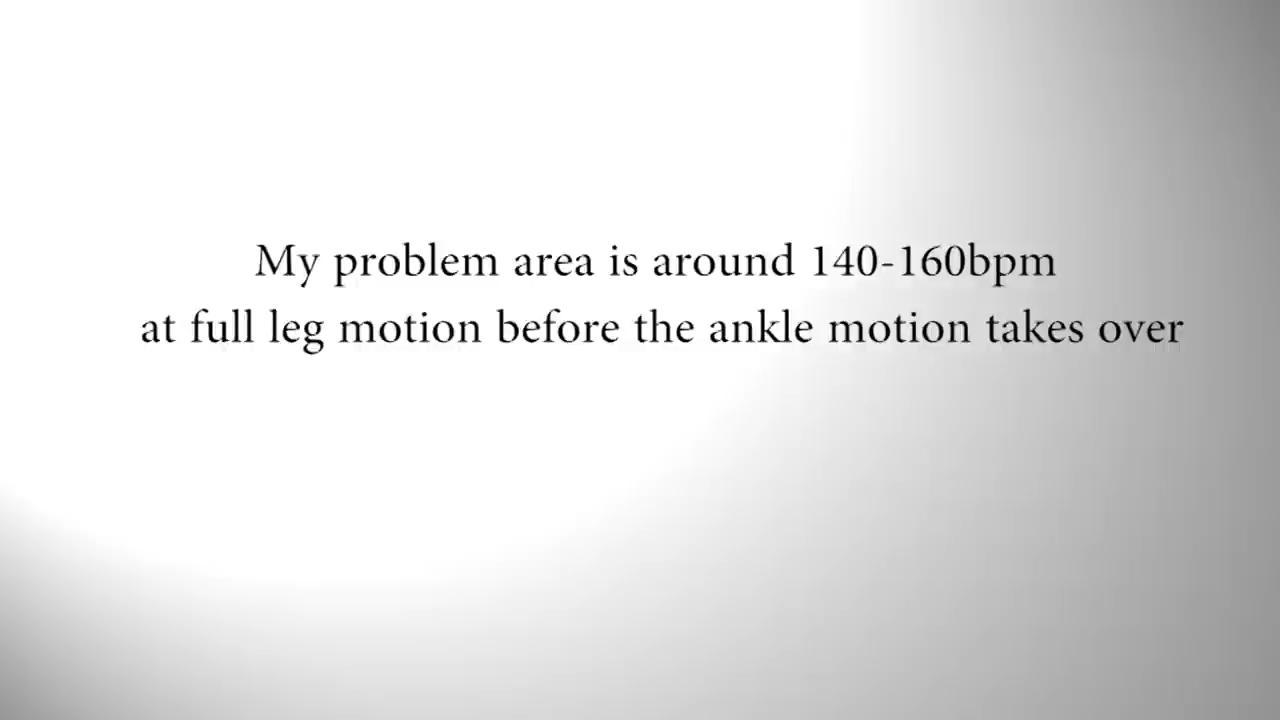 My problem area is around 140-160bpm
at full leg motion before the ankle motion takes over